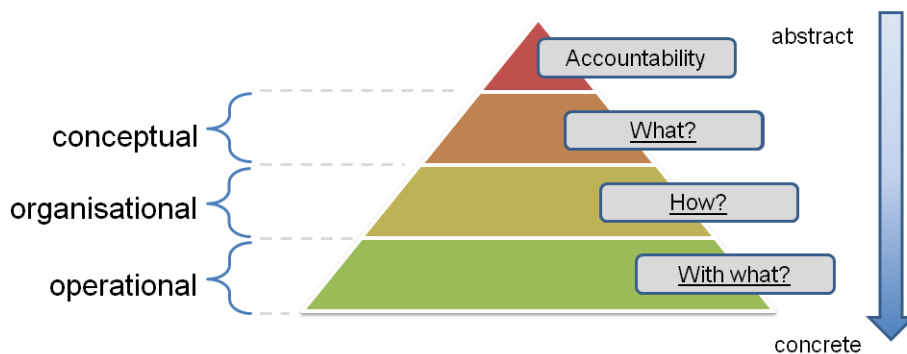 abstract
Accountability
conceptual
What?
organisational
How?
operational
With what?
concrete